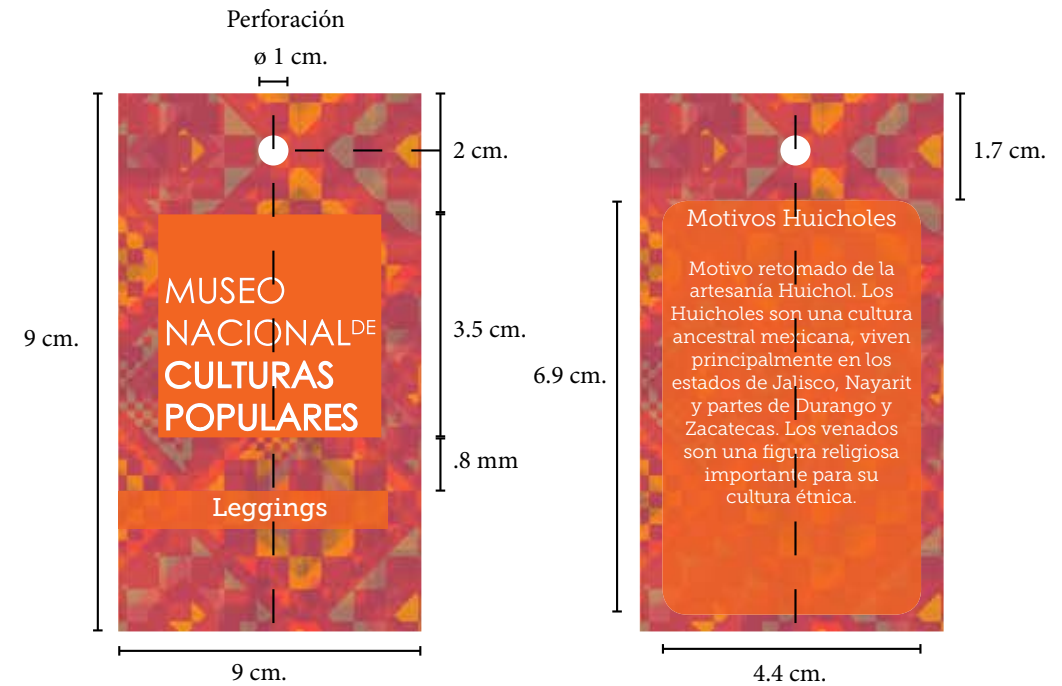 Perforación
ø 1 cm.
2 cm.
9 cm.
MUSEO
NACIONAL DE
CULTURAS
POPULARES
3.5 cm.
.8 mm
Leggings
9 cm.
1.7 cm.
Motivos Huicholes
Motivo retomado de la
artesanía Huichol. Los
Huicholes son una cultura
ancestral mexicana, viven
principalmente en los
estados de Jalisco, Nayarit
y partes de Durango y
Zacatecas. Los venados
son una figura religiosa
importante para su
cultura étnica.
6.9 cm.
4.4 cm.